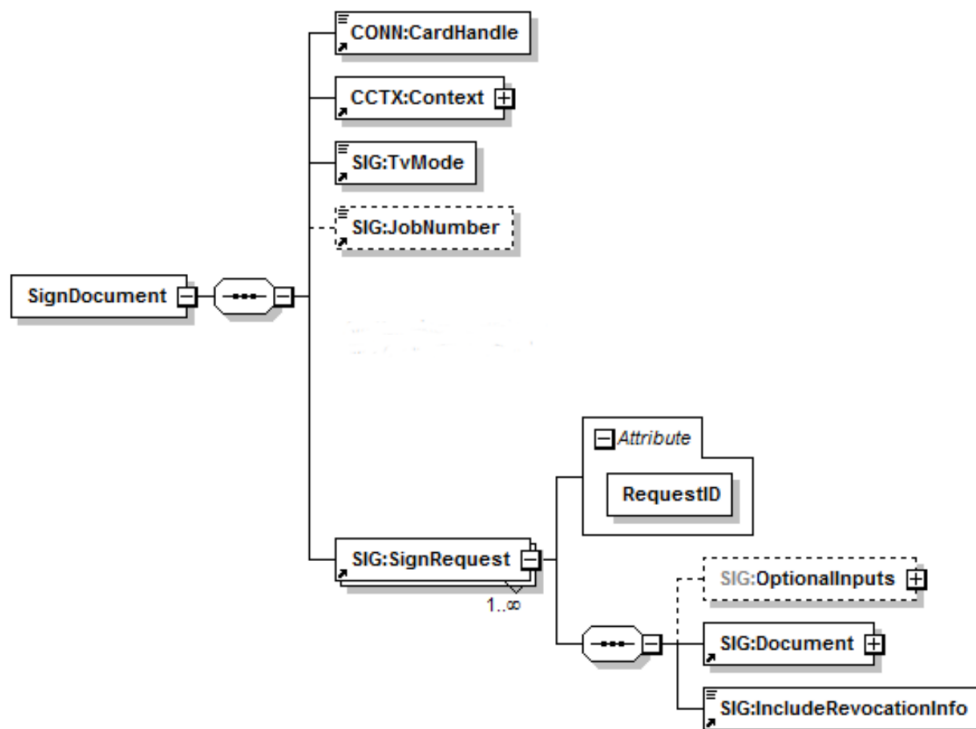 CONN:CardHandle
CCTX:Context
SIG:TvMode
SIG:JobNumber
SignDocument
Attribute
RequestID
SIG:SignRequest
1..∞
SIG:OptionalInputs
SIG:Document
SIG:IncludeRevocationInfo